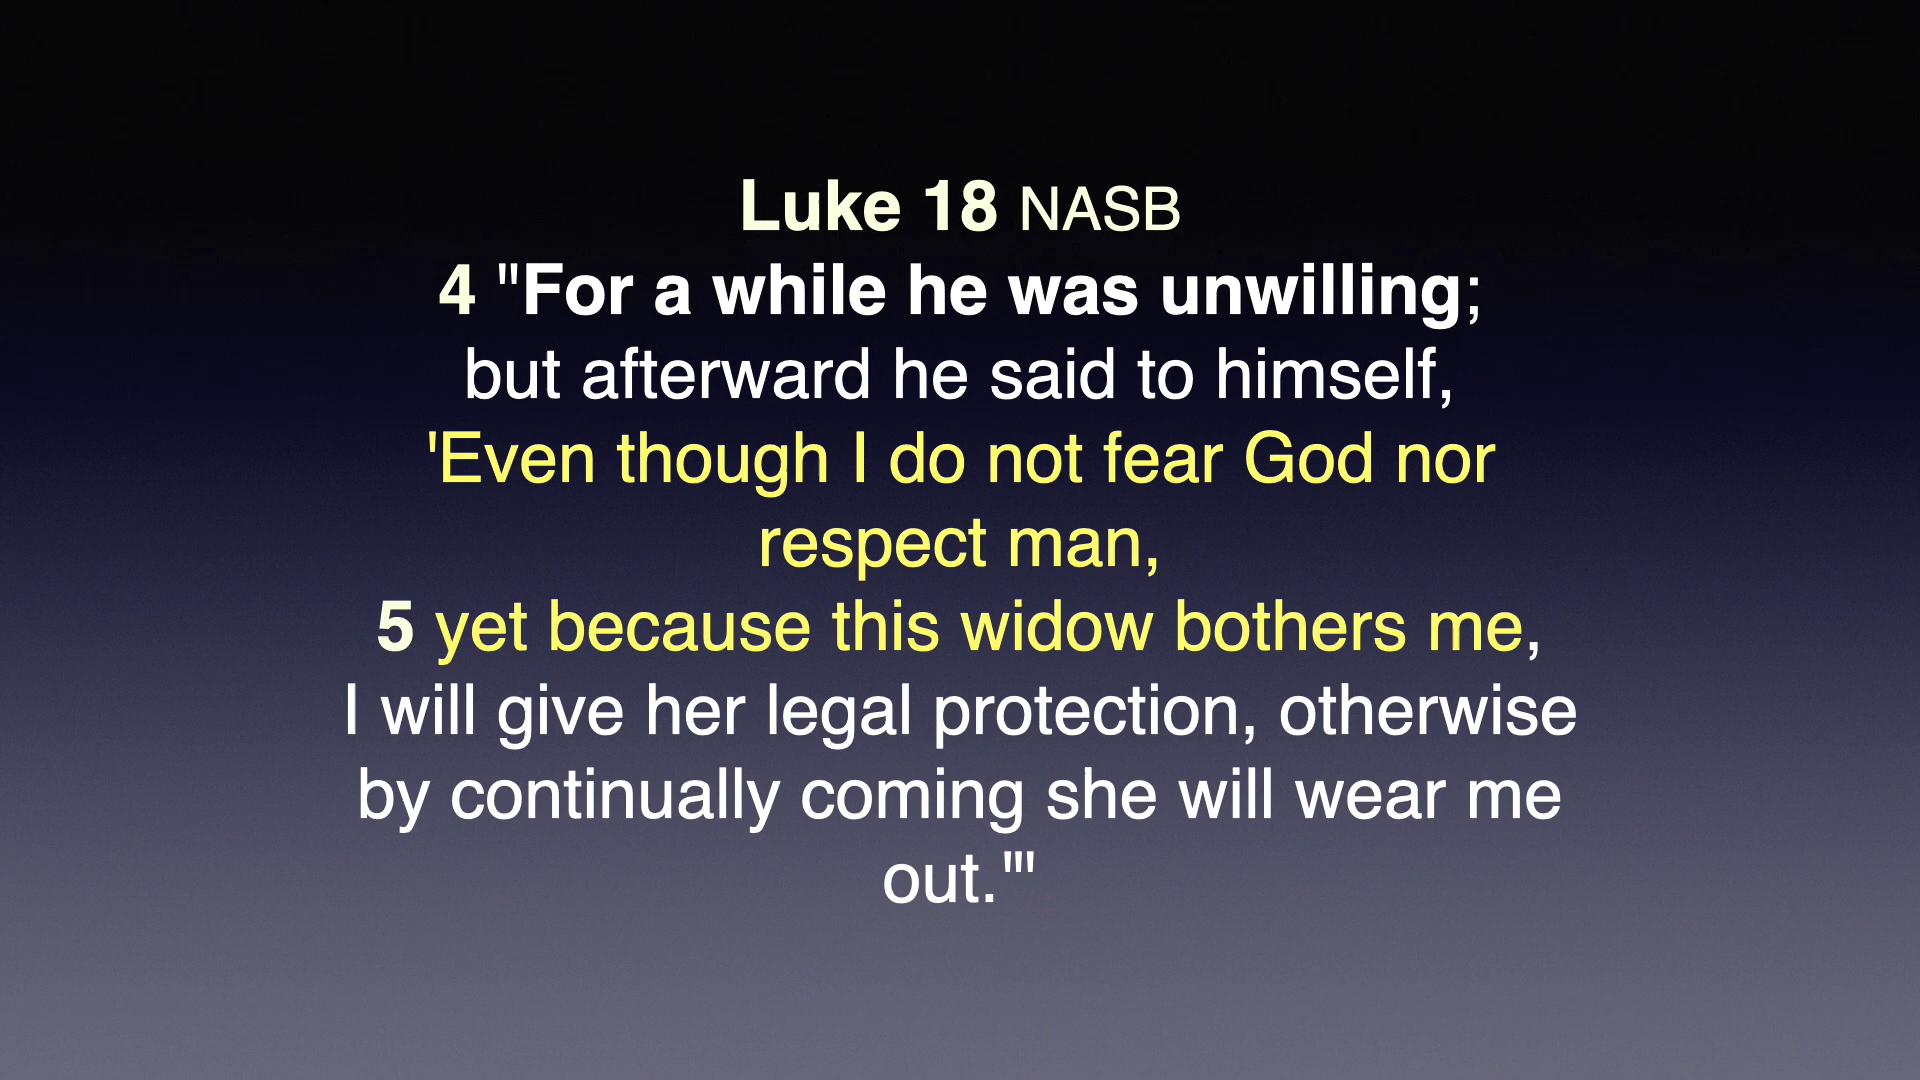 Luke 18 NASB
4 "For a while he was unwilling;
but afterward he said to himself,
'Even though I do not fear God nor
respect man,
5 yet because this widow bothers me,
I will give her legal protection, otherwise
by continually coming she will wear me
out.'"